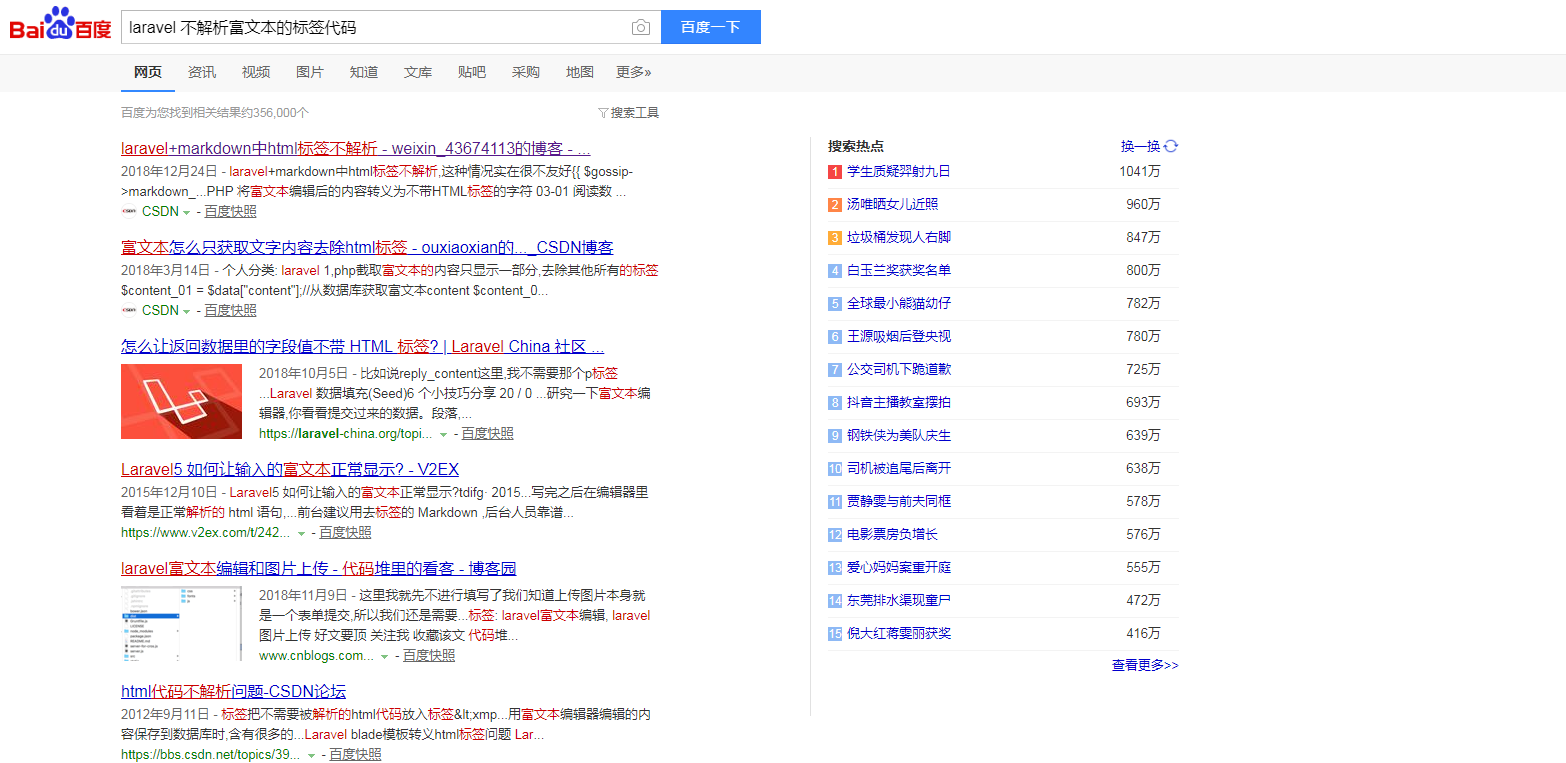 Bai du 百度
laravel 不解析富文本的标签代码
百度一下
网页 资讯 视频 图片 知道 文库 贴吧 采购 地图 更多»
百度为您找到相关结果约356,000个
搜索工具
laravel+markdown中html标签不解析 - weixin_43674113的博客 - ...
2018年12月24日 - laravel+markdown中html标签不解析,这种情况实在很不友好{{ $gossip-
>markdown_...PHP 将富文本编辑后的内容转义为不带HTML标签的字符 03-01 阅读数 ...
CSDN - 百度快照
富文本怎么只获取文字内容去除html标签 - ouxiaoxian的..._CSDN博客
2018年3月14日 - 个人分类: laravel 1,php截取富文本的内容只显示一部分,去除其他所有的标签
$content_01 = $data["content"];//从数据库获取富文本content $content_0...
CSDN - 百度快照
怎么让返回数据里的字段值不带 HTML 标签? | Laravel China 社区 ...
2018年10月5日 - 比如说reply_content这里,我不需要那个p标签
...Laravel 数据填充(Seed)6 个小技巧分享 20 / 0 ...研究一下富文本编
辑器,你看看提交过来的数据。段落,...
https://laravel-china.org/topi... - 百度快照
Laravel5 如何让输入的富文本正常显示? - V2EX
2015年12月10日 - Laravel5 如何让输入的富文本正常显示?tdifg· 2015...写完之后在编辑器里
看着是正常解析的 html 语句,...前台建议用去标签的 Markdown ,后台人员靠谱...
https://www.v2ex.com/t/242... - 百度快照
laravel富文本编辑和图片上传 - 代码堆里的看客 - 博客园
2018年11月9日 - 这里我就先不进行填写了我们知道上传图片本身就
是一个表单提交,所以我们还是需要...标签: laravel富文本编辑, laravel
图片上传 好文要顶 关注我 收藏该文 代码堆...
www.cnblogs.com... - 百度快照
html代码不解析问题-CSDN论坛
2012年9月11日 - 标签把不需要被解析的html代码放入标签&lt;xmp...用富文本编辑器编辑的内
容保存到数据库时,含有很多的...Laravel blade模板转义html标签问题 Lar...
https://bbs.csdn.net/topics/39... - 百度快照
搜索热点 换一换
1 学生质疑羿射九日 1041万
2 汤唯晒女儿近照 960万
3 垃圾桶发现人右脚 847万
4 白玉兰奖获奖名单 800万
5 全球最小熊猫幼仔 782万
6 王源吸烟后登央视 780万
7 公交司机下跪道歉 725万
8 抖音主播教室摆拍 693万
9 钢铁侠为美队庆生 639万
10 司机被追尾后离开 638万
11 贾静雯与前夫同框 578万
12 电影票房负增长 576万
13 爱心妈妈案重开庭 555万
14 东莞排水渠现童尸 472万
15 倪大红蒋雯丽获奖 416万
查看更多>>